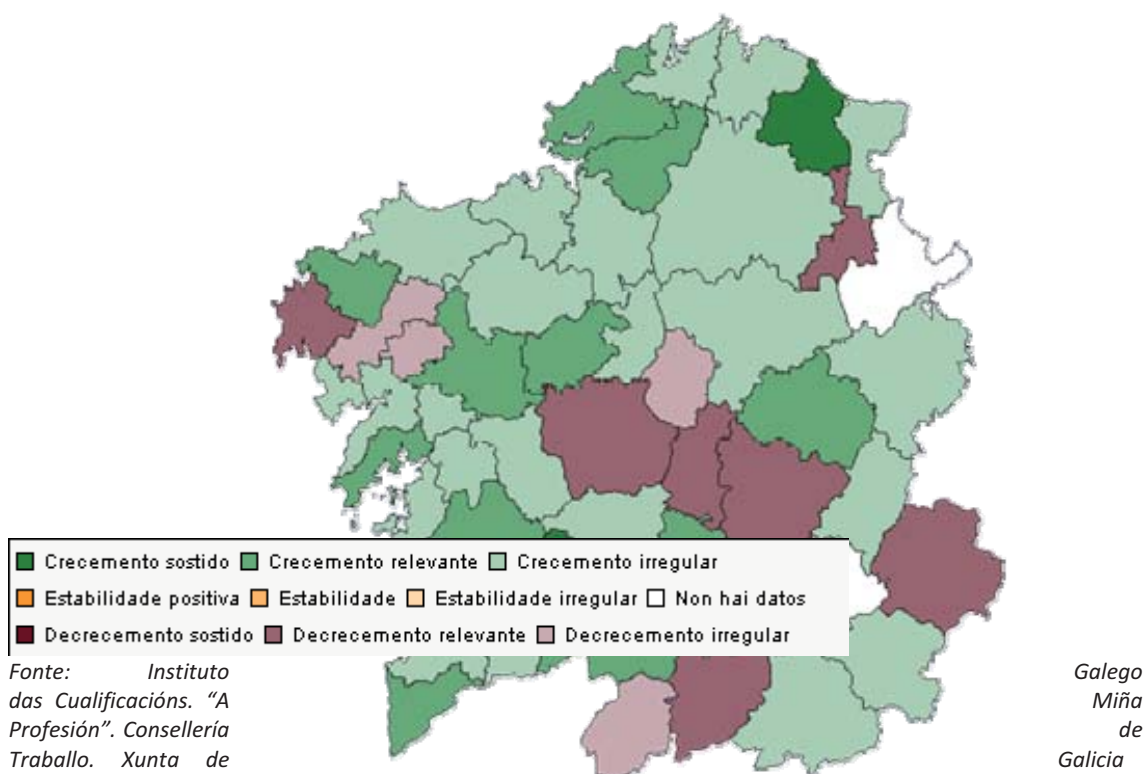 Crecemento sostido Crecemento relevante Crecemento irregular
Estabilidade positiva Estabilidade Estabilidade irregular Non hai datos
Decrecemento sostido Decrecemento relevante Decrecemento irregular
Fonte: Instituto Galego
das Cualificacións. “A Miña
Profesión”. Consellería de
Traballo. Xunta de Galicia